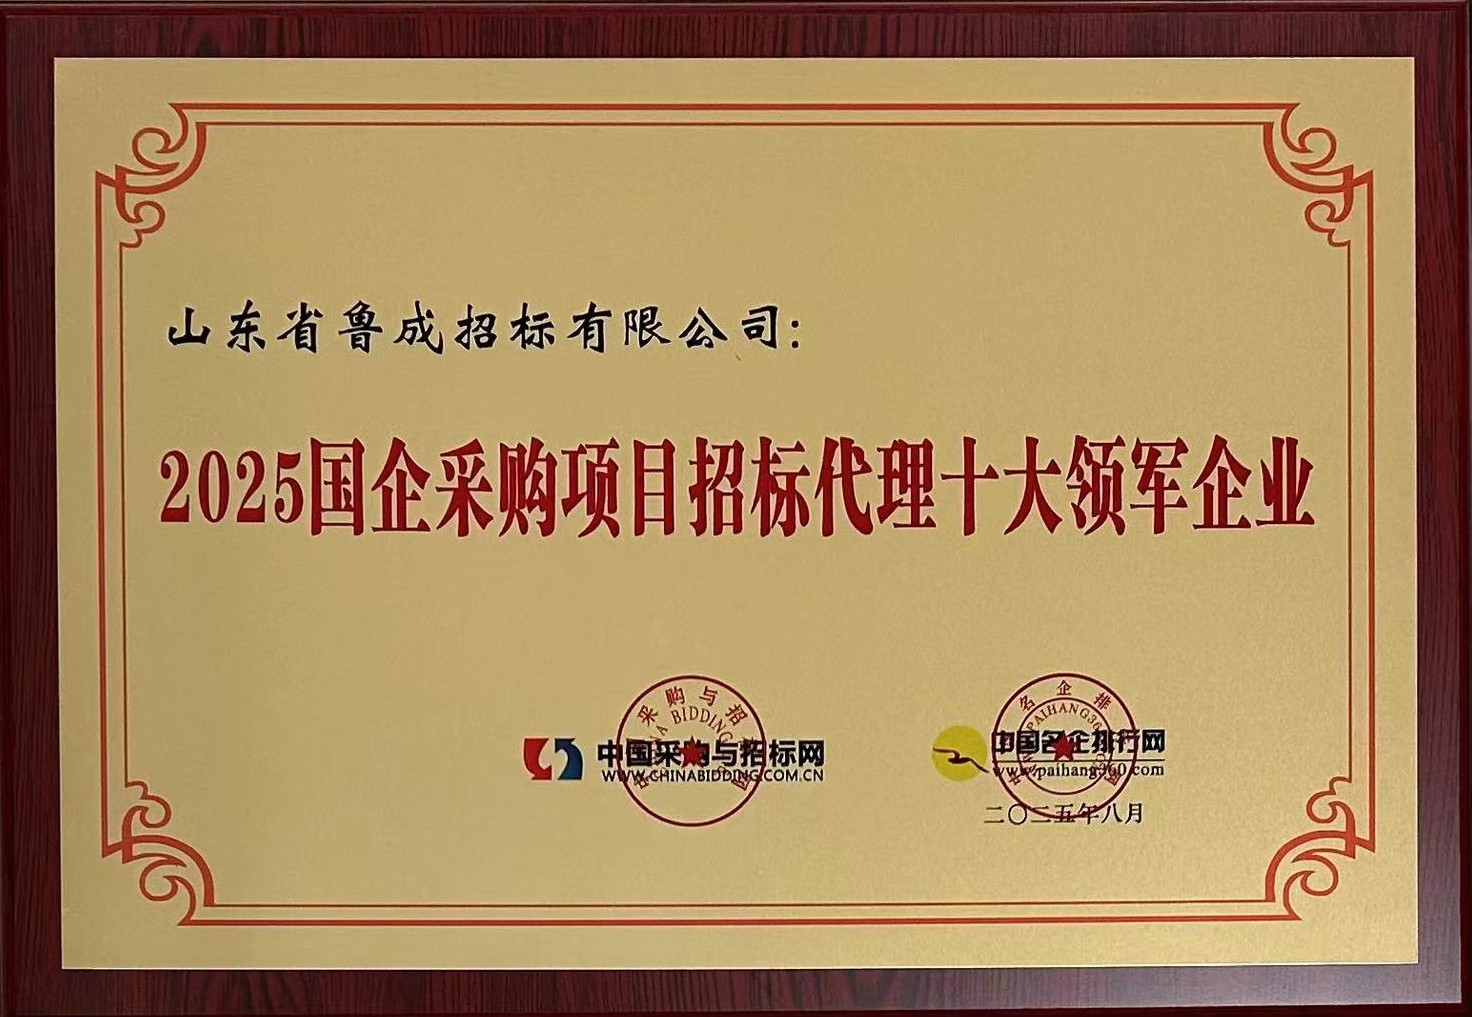 山东省鲁成招标有限公司:
2025国企采购项目招标代理十大领军企业
中国采购与招标网
WWW.CHINABIDDING.COM.CN
中国名企排行网
www.paihang360.com
二〇二五年八月